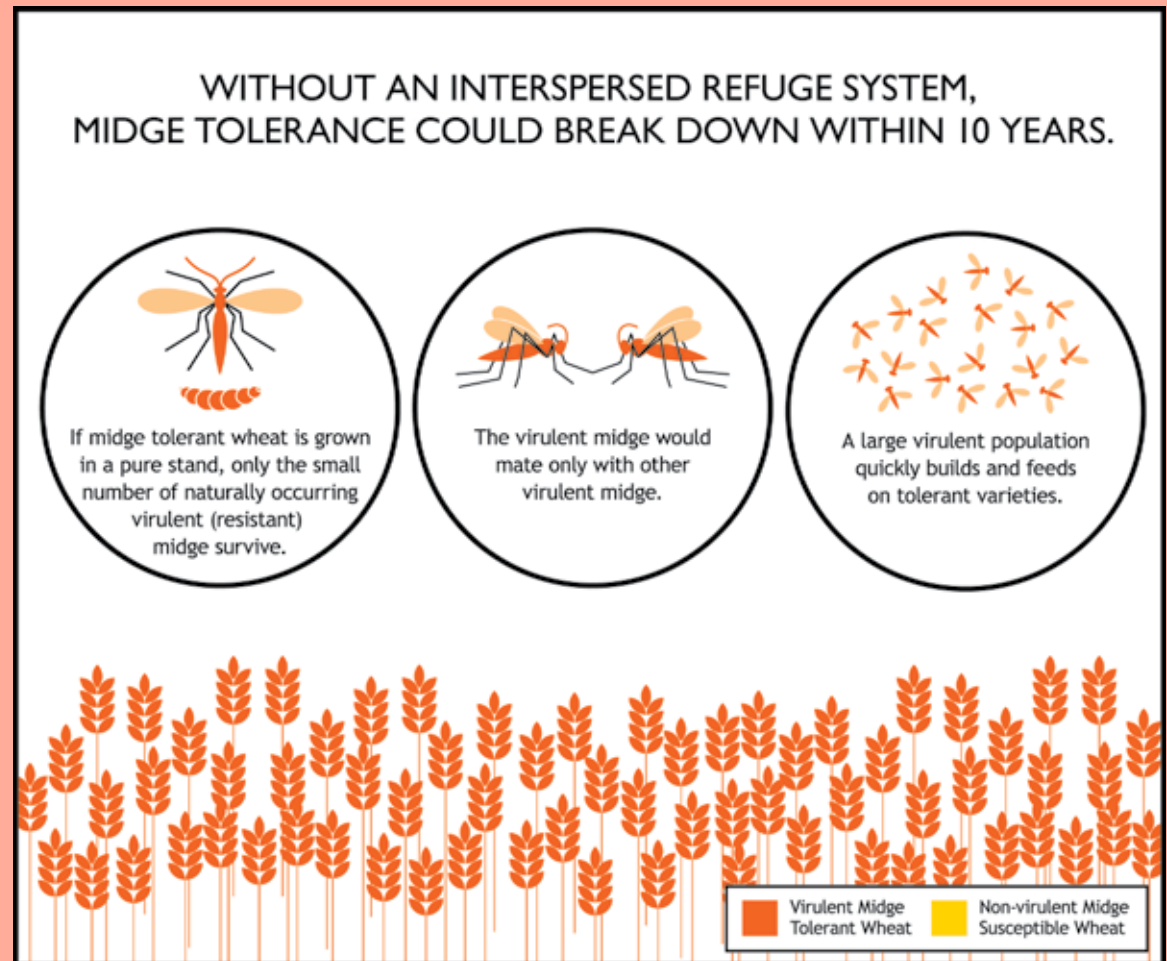 WITHOUT AN INTERSPERSED REFUGE SYSTEM,
MIDGE TOLERANCE COULD BREAK DOWN WITHIN 10 YEARS.
If midge tolerant wheat is grown
in a pure stand, only the small
number of naturally occurring
virulent (resistant)
midge survive.
The virulent midge would
mate only with other
virulent midge.
A large virulent population
quickly builds and feeds
on tolerant varieties.
Virulent Midge
Tolerant Wheat
Non-virulent Midge
Susceptible Wheat